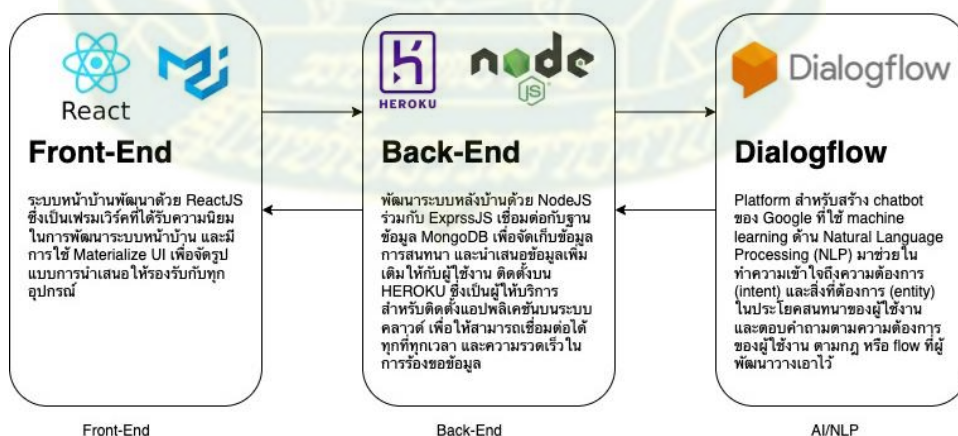 React
HEROKU
node
JS
Dialogflow
Front-End
ระบบหน้าบ้านพัฒนาด้วย ReactJS
ซึ่งเป็นเฟรมเวิร์คที่ได้รับความนิยม
ในการพัฒนาระบบหน้าบ้าน และมี
การใช้ Materialize UI เพื่อจัดรูป
แบบการนำเสนอให้รองรับกับทุก
อุปกรณ์
Back-End
พัฒนาระบบหลังบ้านด้วย NodeJS
ร่วมกับ ExprssJS เชื่อมต่อกับฐาน
ข้อมูล MongoDB เพื่อจัดเก็บข้อมูล
การสนทนา และนำเสนอข้อมูลเพิ่ม
เติมให้กับผู้ใช้งาน ติดตั้งบน
HEROKU ซึ่งเป็นผู้ให้บริการ
สำหรับติดตั้งแอปพลิเคชันบนระบบ
คลาวด์ เพื่อให้สามารถเชื่อมต่อได้
ทุกที่ทุกเวลา และความรวดเร็วใน
การร้องขอข้อมูล
Dialogflow
Platform สำหรับสร้าง chatbot
ของ Google ที่ใช้ machine
learning ด้าน Natural Language
Processing (NLP) มาช่วยใน
ทำความเข้าใจถึงความต้องการ
(intent) และสิ่งที่ต้องการ (entity)
ในประโยคสนทนาของผู้ใช้งาน
และตอบคำถามตามความต้องการ
ของผู้ใช้งาน ตามกฎ หรือ flow ที่ผู้
พัฒนาวางเอาไว้
Front-End
Back-End
AI/NLP